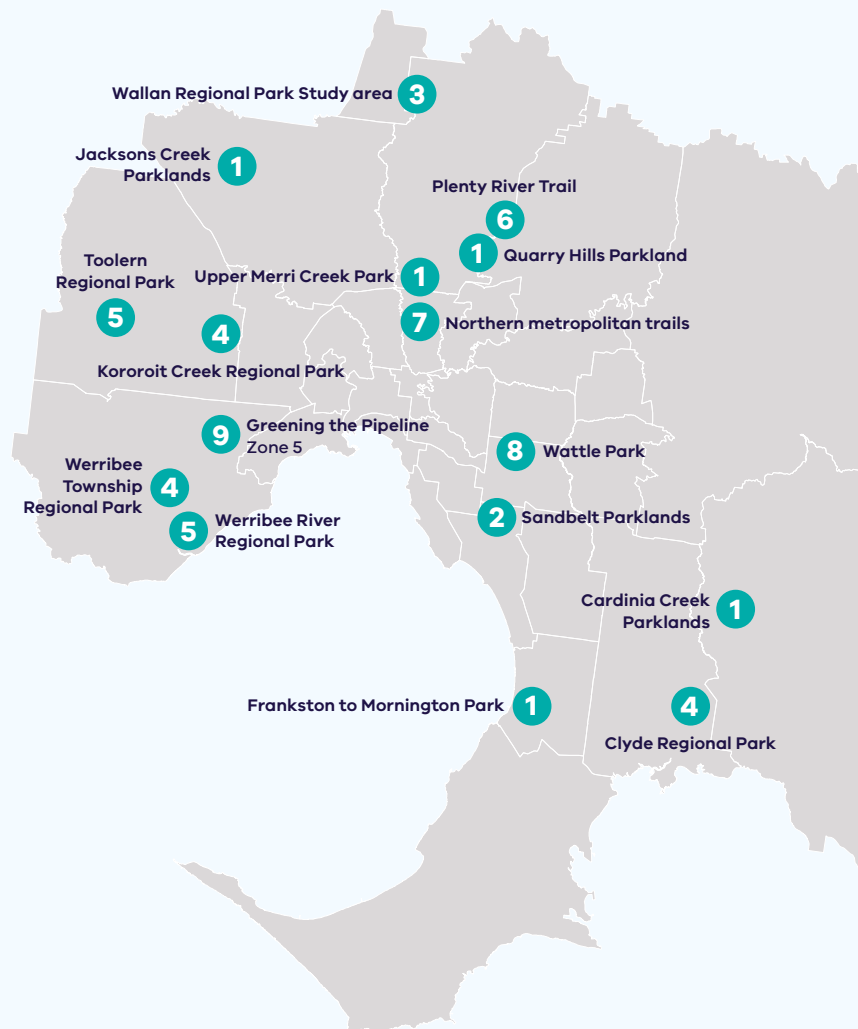 Wallan Regional Park Study area
3
Jacksons Creek
Parklands
1
Plenty River Trail
6
1
Quarry Hills Parkland
Toolern
Regional Park
5
Upper Merri Creek Park
1
7
Northern metropolitan trails
4
Kororoit Creek Regional Park
9
Greening the Pipeline
Zone 5
8
Wattle Park
Werribee
Township
Regional Park
4
5
Werribee River
Regional Park
2
Sandbelt Parklands
Cardinia Creek
Parklands
1
Frankston to Mornington Park
1
4
Clyde Regional Park